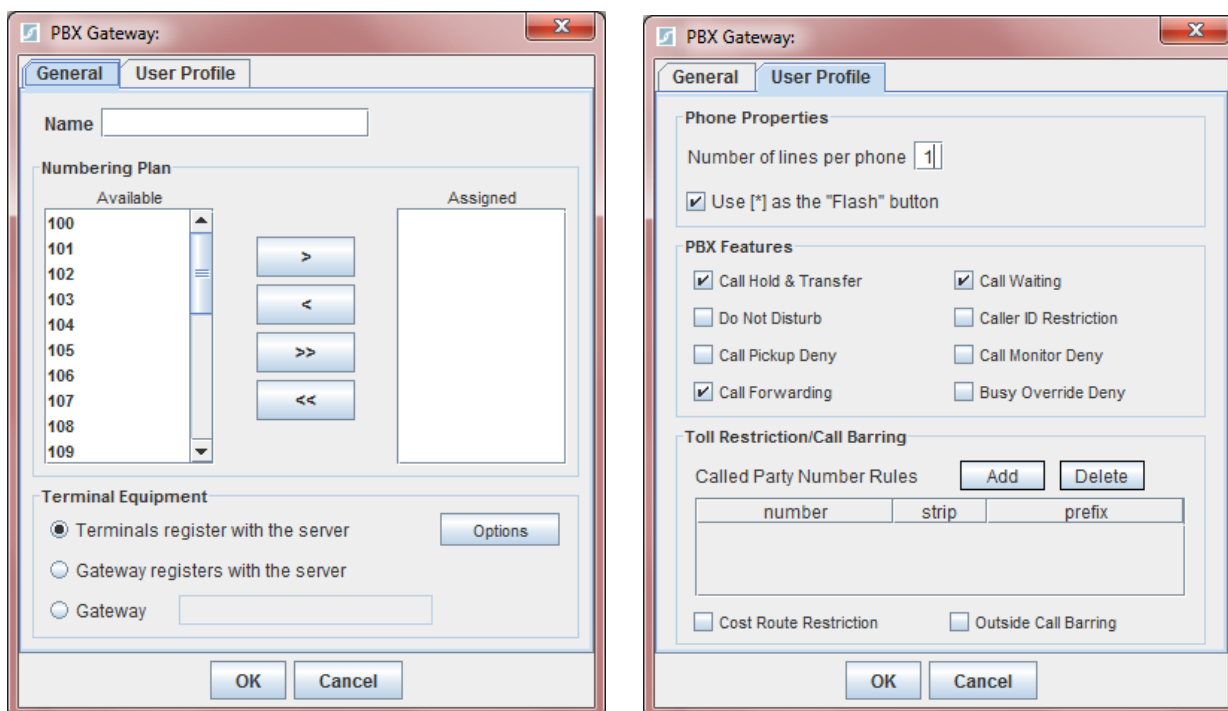 PBX Gateway:
General User Profile
Name
Numbering Plan
Available Assigned
100
101
102
103
104
105
106
107
108
109
>
<
>>
<<
Terminal Equipment
Terminals register with the server Options
Gateway registers with the server
Gateway
OK Cancel
PBX Gateway:
General User Profile
Phone Properties
Number of lines per phone 1
Use [*] as the "Flash" button
PBX Features
Call Hold & Transfer Call Waiting
Do Not Disturb Caller ID Restriction
Call Pickup Deny Call Monitor Deny
Call Forwarding Busy Override Deny
Toll Restriction/Call Barring
Called Party Number Rules Add Delete
number strip prefix
Cost Route Restriction Outside Call Barring
OK Cancel